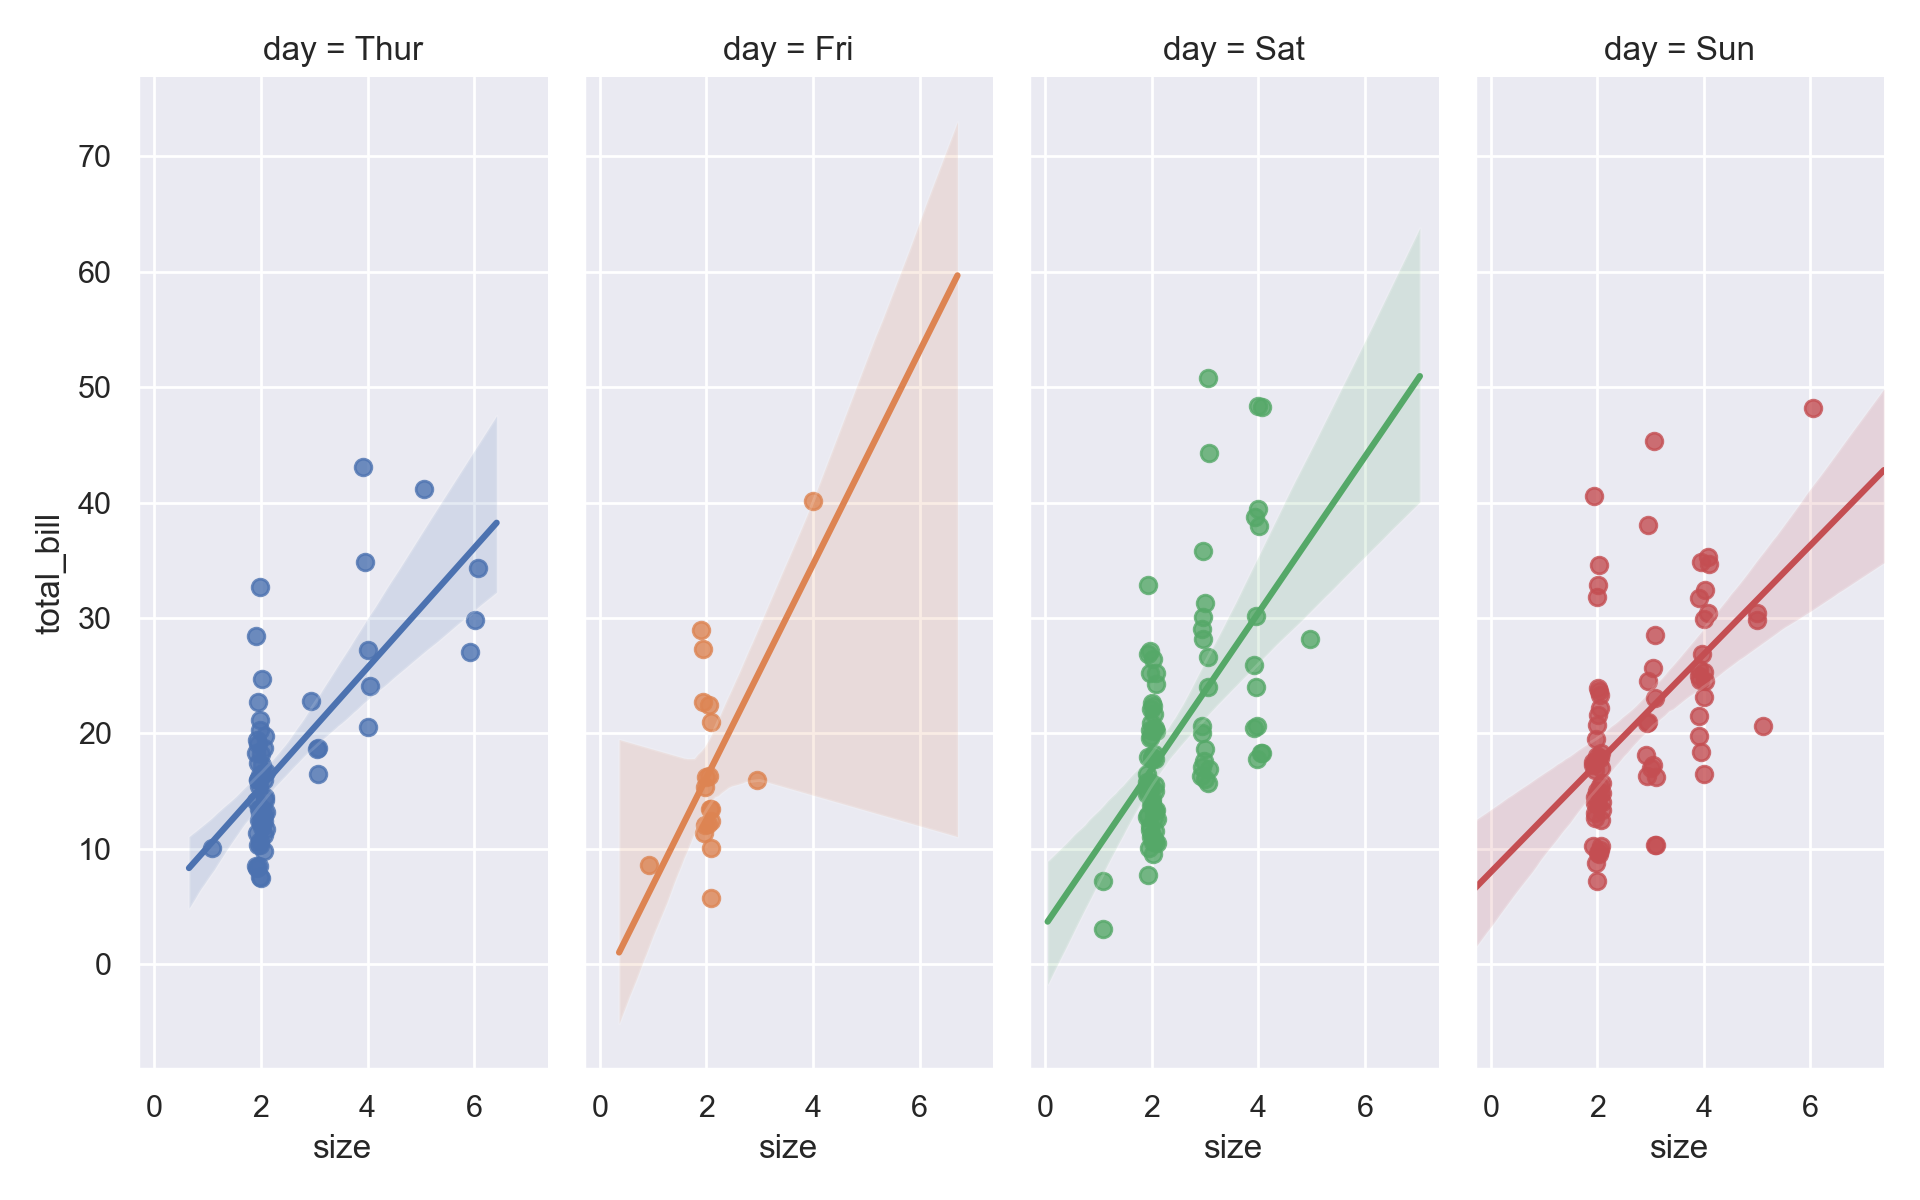 day = Thur
day = Fri
day = Sat
day = Sun
total_bill
70
60
50
40
30
20
10
0
0 2 4 6
0 2 4 6
0 2 4 6
0 2 4 6
size
size
size
size